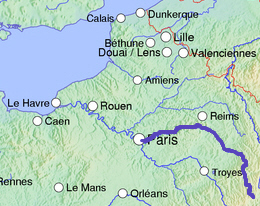 Dunkerque
Calais
Lille
Béthune
Douai / Lens
Valenciennes
Amiens
Le Havre
Rouen
Reims
Caen
Paris
Troyes
Rennes
Le Mans
Orléans